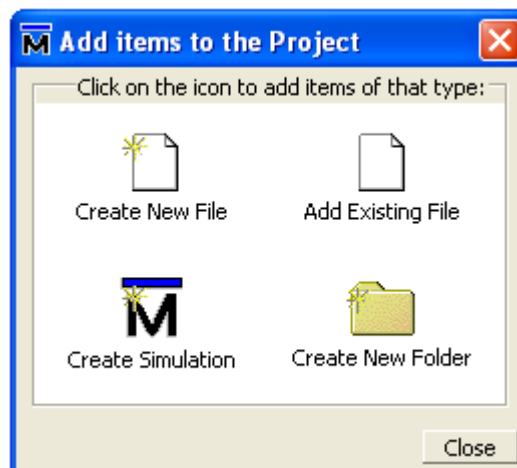 M Add items to the Project
Click on the icon to add items of that type:
Create New File
Add Existing File
M
Create Simulation
Create New Folder
Close